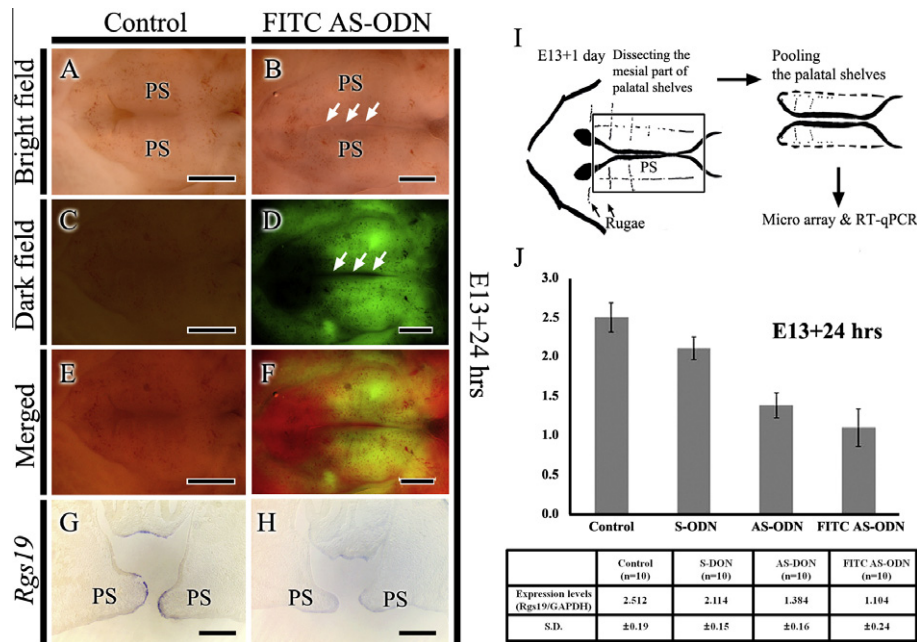 Control FITC AS-ODN
Bright field
A PS PS
B PS PS
Dark field
C
D
Merged
E
F
Rgs19
G PS PS
H PS PS
E13+24 hrs
I
E13+1 day
Dissecting the
mesial part of
palatal shelves
Pooling
the palatal shelves
PS
Rugae
Micro array & RT-qPCR
J
3.0
2.5
2.0
1.5
1.0
0.5
0.0
E13+24 hrs
Control S-ODN AS-ODN FITC AS-ODN
Control S-DON AS-DON FITC AS-ODN
(n=10) (n=10) (n=10) (n=10)
Expression levels
(Rgs19/GAPDH) 2.512 2.114 1.384 1.104
S.D. ±0.19 ±0.15 ±0.16 ±0.24